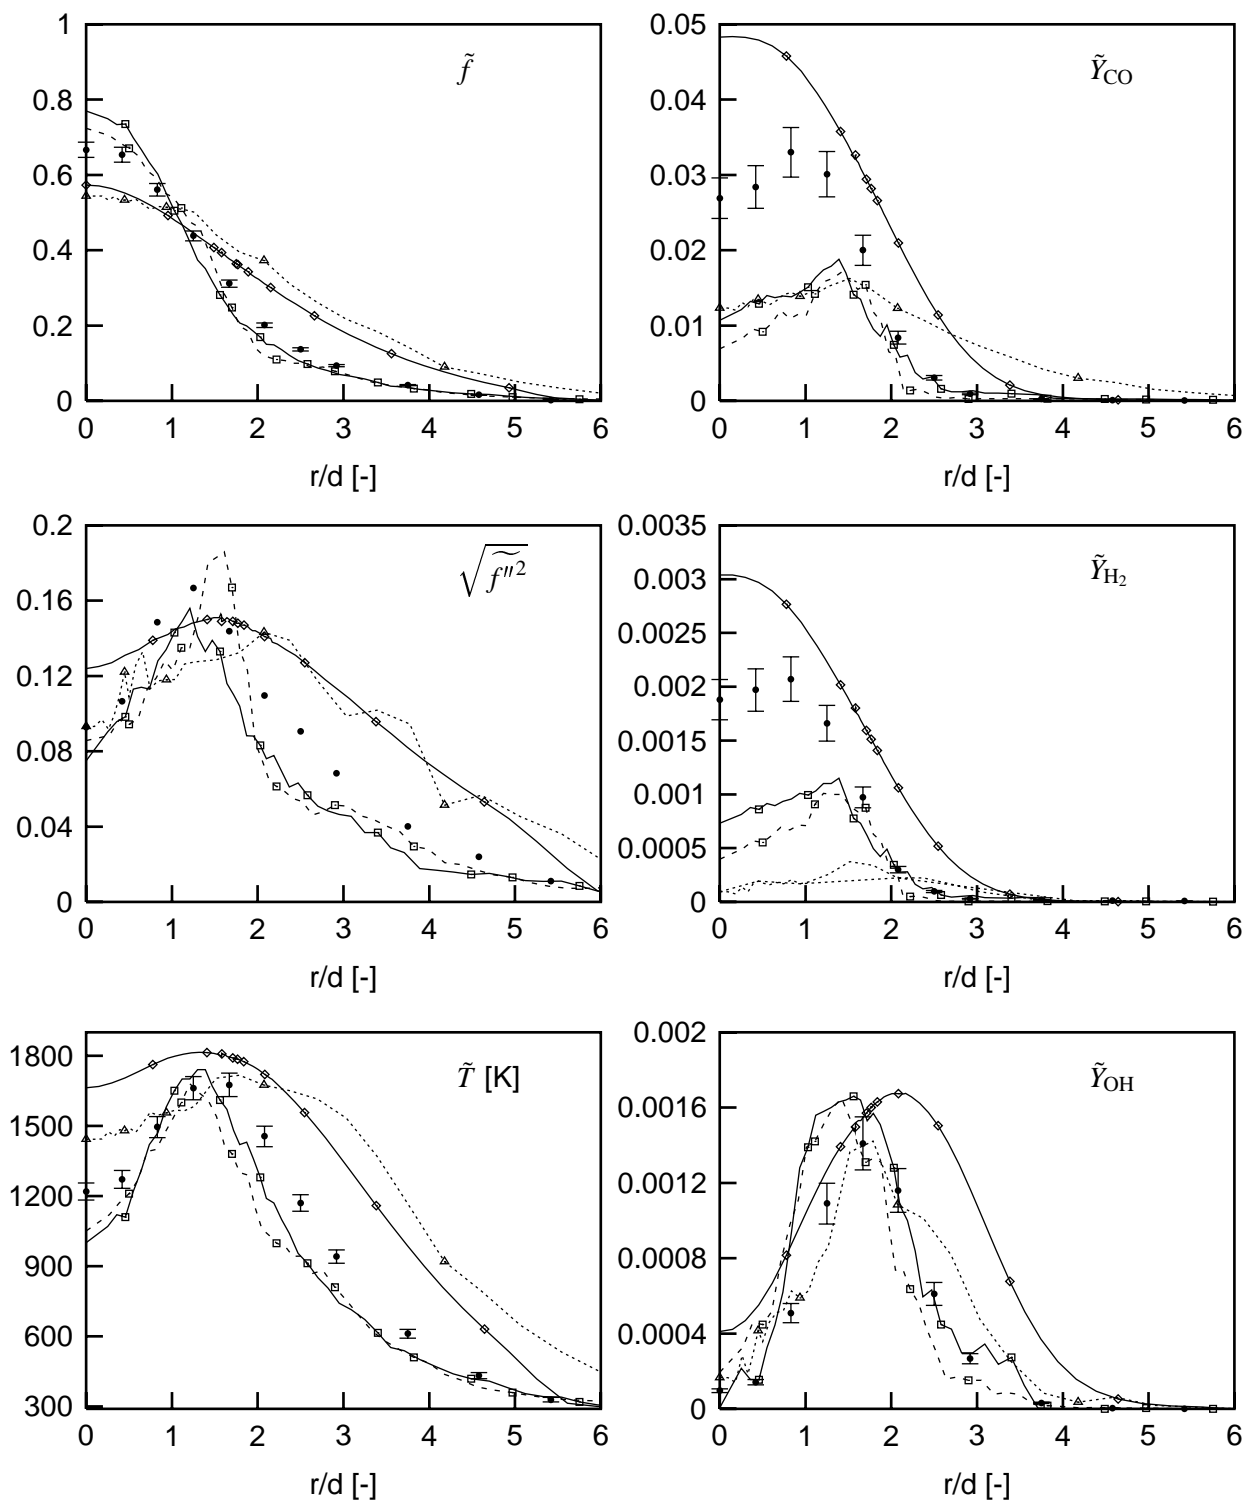 1
0.8
0.6
0.4
0.2
0
0 1 2 3 4 5 6
r/d [-]
f̃
0.05
0.04
0.03
0.02
0.01
0
0 1 2 3 4 5 6
r/d [-]
Ỹ_CO
0.2
0.16
0.12
0.08
0.04
0
0 1 2 3 4 5 6
r/d [-]
√f″²
0.0035
0.003
0.0025
0.002
0.0015
0.001
0.0005
0
0 1 2 3 4 5 6
r/d [-]
Ỹ_H₂
1800
1500
1200
900
600
300
0 1 2 3 4 5 6
r/d [-]
T̃ [K]
0.002
0.0016
0.0012
0.0008
0.0004
0
0 1 2 3 4 5 6
r/d [-]
Ỹ_OH